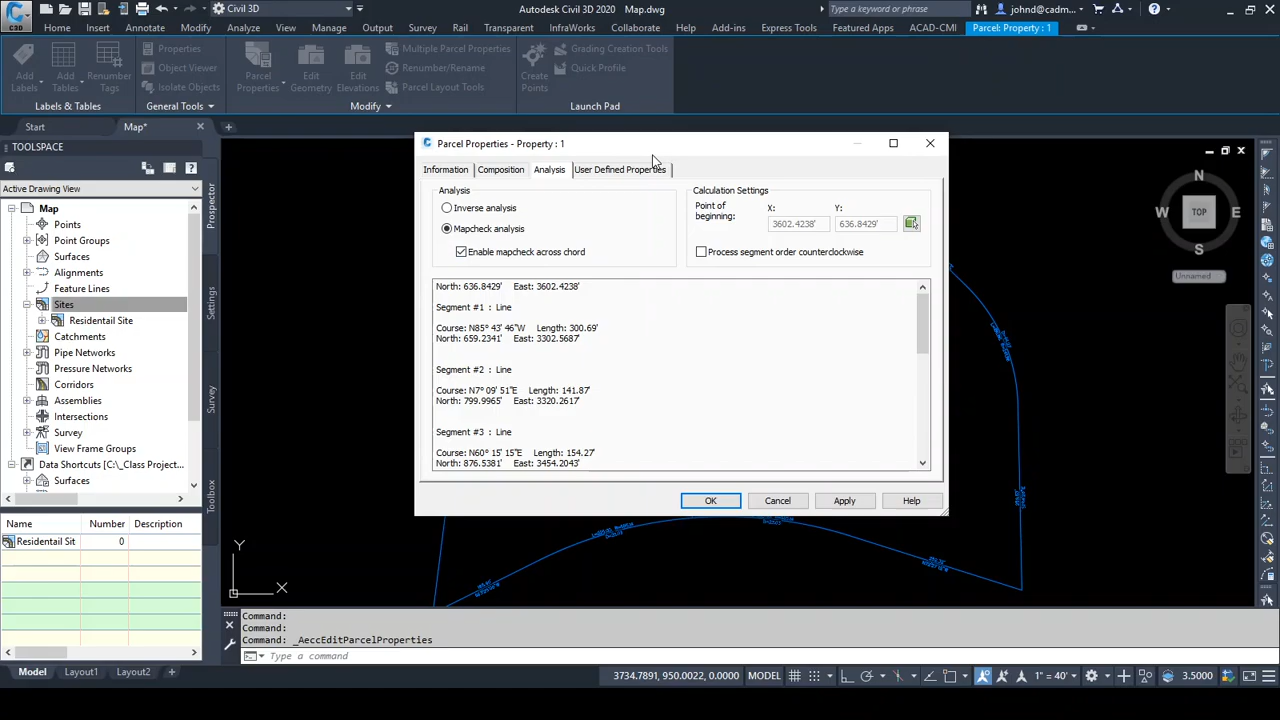 Civil 3D
Autodesk Civil 3D 2020 Map.dwg
Type a keyword or phrase
johnd@cadm...
C3D
Home Insert Annotate Modify Analyze View Manage Output Survey Rail Transparent InfraWorks Collaborate Help Add-ins Express Tools Featured Apps ACAD-CMI Parcel: Property : 1
Add Labels
Add Tables
Renumber Tags
Labels & Tables
Properties
Object Viewer
Isolate Objects
General Tools
Parcel Properties
Edit Geometry
Edit Elevations
Multiple Parcel Properties
Renumber/Rename
Parcel Layout Tools
Modify
Create Points
Grading Creation Tools
Quick Profile
Launch Pad
Start Map*
TOOLSPACE
Active Drawing View
Map
Points
Point Groups
Surfaces
Alignments
Feature Lines
Sites
Residentail Site
Catchments
Pipe Networks
Pressure Networks
Corridors
Assemblies
Intersections
Survey
View Frame Groups
Data Shortcuts [C:\_Class Projec...
Surfaces
Prospector
Settings
Survey
Toolbox
Name Number Description
Residentail Sit 0
Parcel Properties - Property : 1
Information Composition Analysis User Defined Properties
Analysis
Inverse analysis
Mapcheck analysis
Enable mapcheck across chord
Calculation Settings
Point of beginning:
X: Y:
3602.4238' 636.8429'
Process segment order counterclockwise
North: 636.8429' East: 3602.4238'
Segment #1 : Line
Course: N85° 43' 46"W Length: 300.69'
North: 659.2341' East: 3302.5687'
Segment #2 : Line
Course: N7° 09' 51"E Length: 141.87'
North: 799.9965' East: 3320.2617'
Segment #3 : Line
Course: N60° 15' 15"E Length: 154.27'
North: 876.5381' East: 3454.2043'
OK Cancel Apply Help
N
W TOP E
S
Unnamed
Y
X
Command:
Command:
Command: _AeccEditParcelProperties
Type a command
Model Layout1 Layout2
3734.7891, 950.0022, 0.0000 MODEL 1" = 40' 3.5000